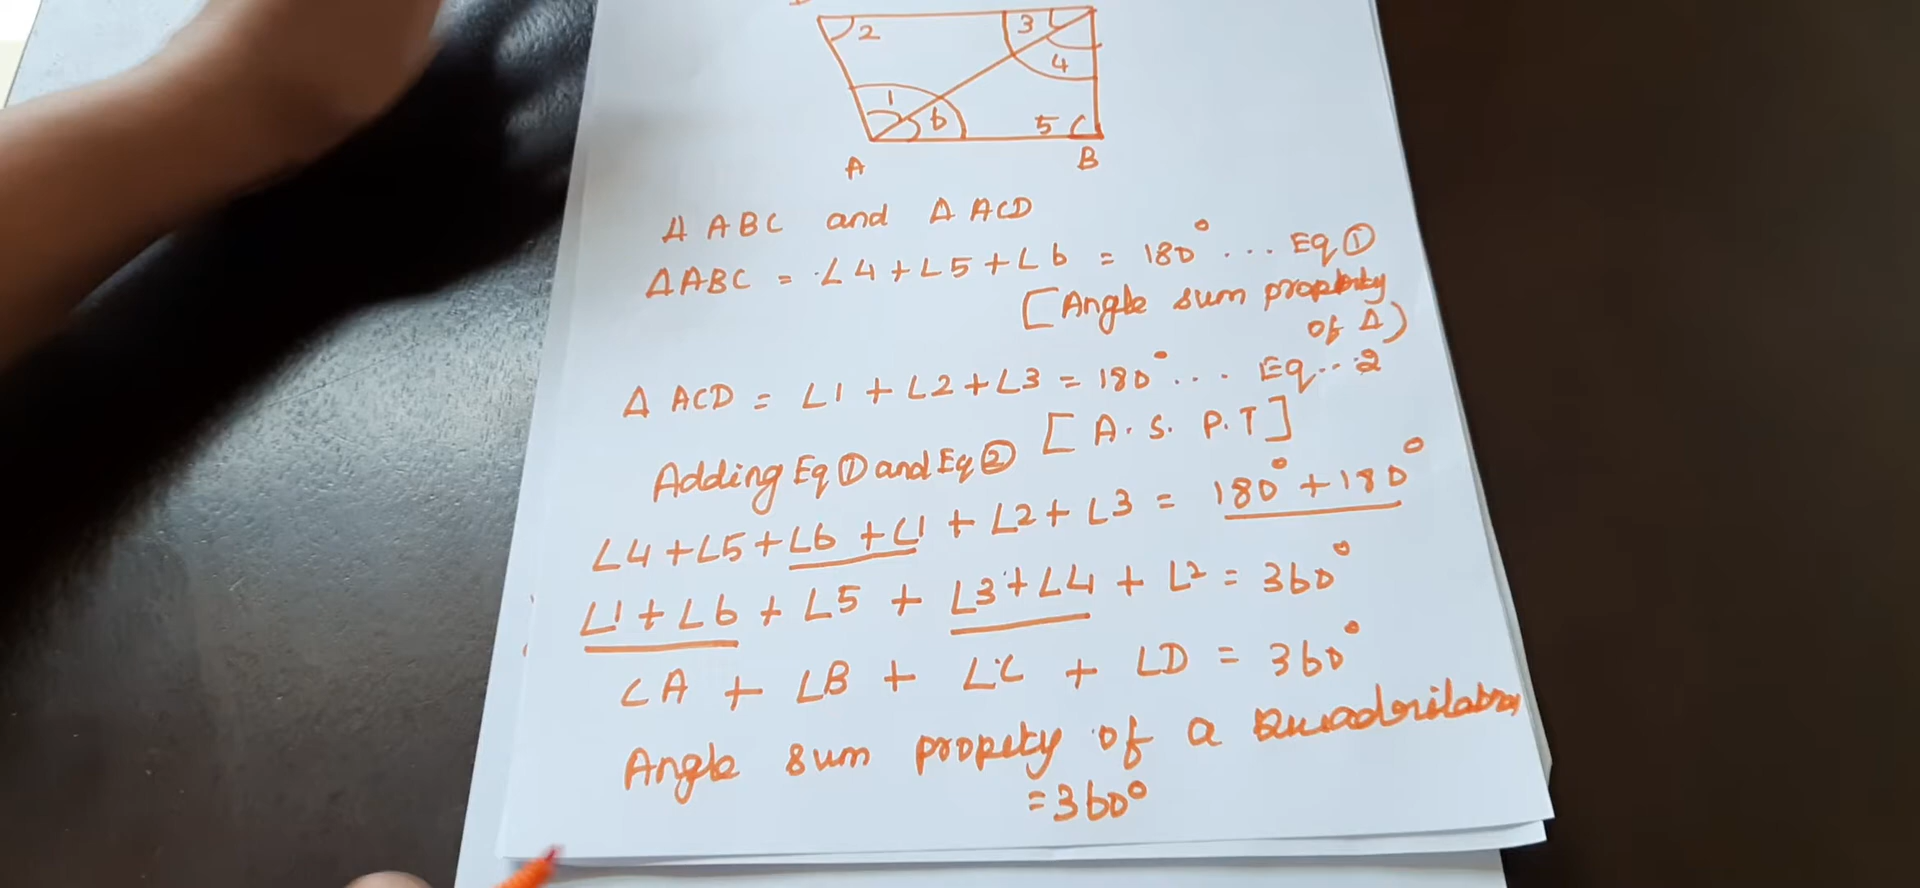 2 3
4
1 6 5
A B
Δ ABC and Δ ACD
Δ ABC = ∠4 + ∠5 + ∠6 = 180° ... Eq ①
[Angle sum property
of Δ)
Δ ACD = ∠1 + ∠2 + ∠3 = 180° ... Eq .. 2
[A. S. P. T]
Adding Eq ① and Eq ②
∠4 + ∠5 + ∠6 + ∠1 + ∠2 + ∠3 = 180° + 180°
∠1 + ∠6 + ∠5 + ∠3 + ∠4 + ∠2 = 360°
∠A + ∠B + ∠C + ∠D = 360°
Angle sum propety of a
= 360°